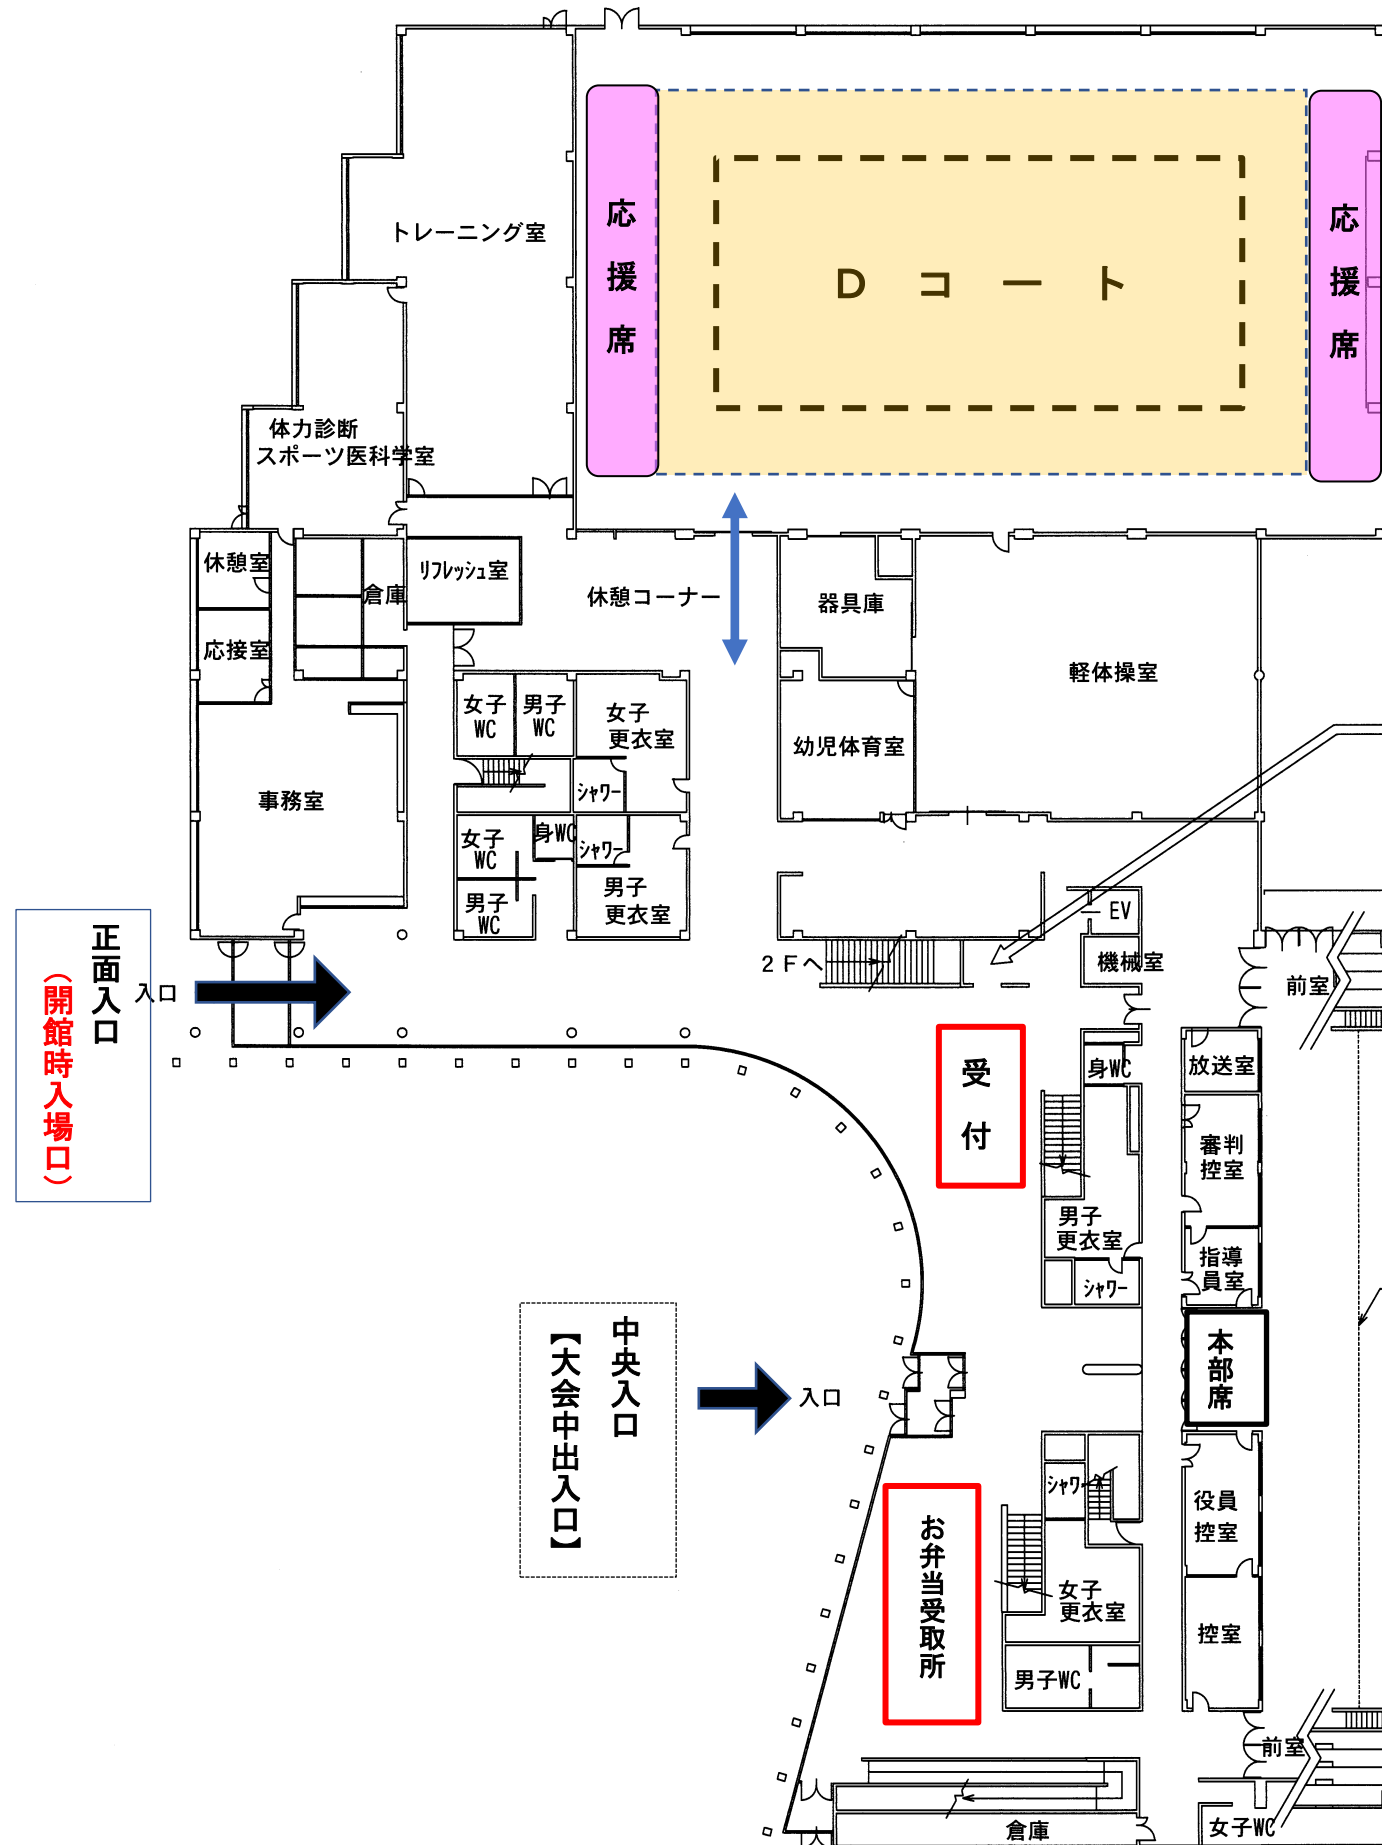 応援席
Dコート
応援席
トレーニング室
体力診断
スポーツ医科学室
休憩室
倉庫
リフレッシュ室
休憩コーナー
器具庫
応接室
軽体操室
女子
WC
男子
WC
女子
更衣室
幼児体育室
シャワー
事務室
女子
WC
身WC
シャワー
男子
WC
男子
更衣室
EV
機械室
2Fへ
前室
正面入口
(開館時入場口)
入口
受付
身WC
放送室
審判
控室
男子
更衣室
指導
員室
シャワー
中央入口
【大会中出入口】
入口
本部席
シャワー
役員
控室
お弁当受取所
女子
更衣室
控室
男子WC
前室
倉庫
女子WC